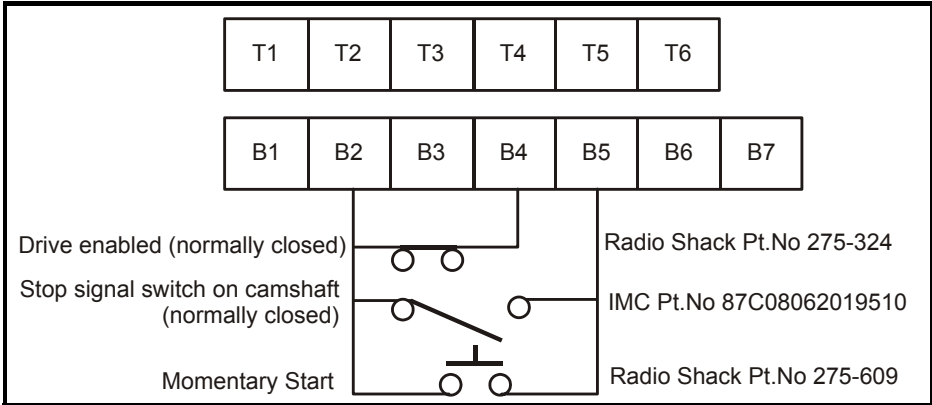 T1 T2 T3 T4 T5 T6
B1 B2 B3 B4 B5 B6 B7
Drive enabled (normally closed)
Radio Shack Pt.No 275-324
Stop signal switch on camshaft
(normally closed)
IMC Pt.No 87C08062019510
Momentary Start
Radio Shack Pt.No 275-609